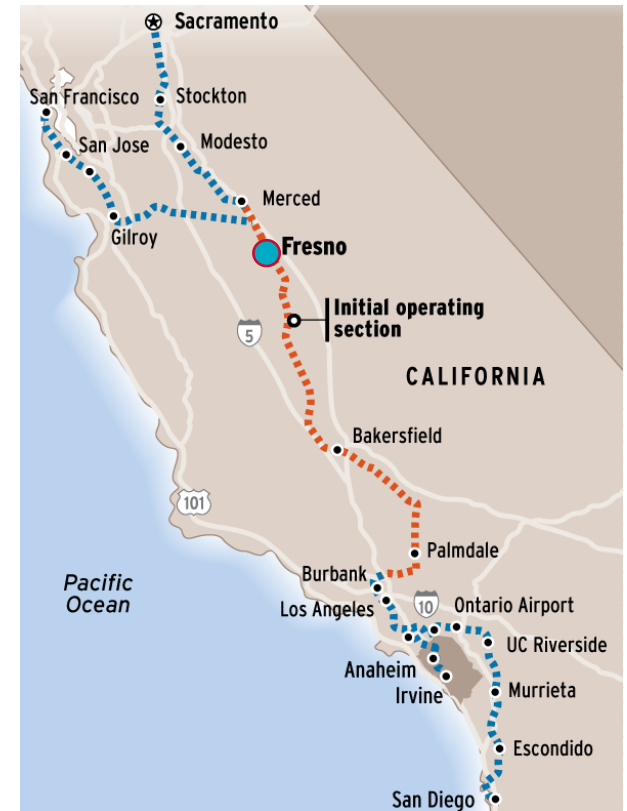 Sacramento
San Francisco
Stockton
San Jose
Modesto
Merced
Gilroy
Fresno
Initial operating
section
5
CALIFORNIA
Bakersfield
101
Palmdale
Pacific
Ocean
Burbank
Los Angeles
10
Ontario Airport
UC Riverside
Anaheim
Irvine
Murrieta
Escondido
San Diego